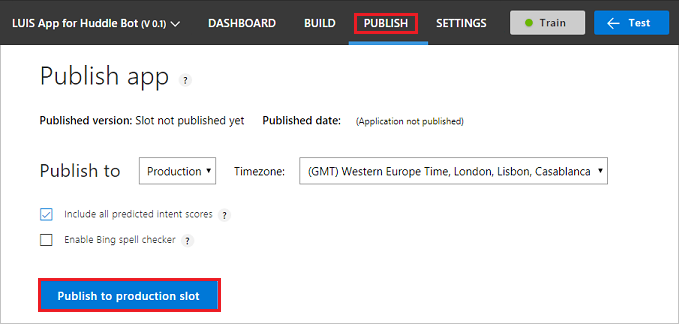 LUIS App for Huddle Bot (V 0.1) DASHBOARD BUILD PUBLISH SETTINGS Train Test
Publish app ?
Published version: Slot not published yet Published date: (Application not published)
Publish to Production Timezone: (GMT) Western Europe Time, London, Lisbon, Casablanca
Include all predicted intent scores ?
Enable Bing spell checker ?
Publish to production slot